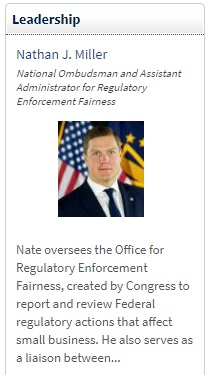 Leadership
Nathan J. Miller
National Ombudsman and Assistant
Administrator for Regulatory
Enforcement Fairness
Nate oversees the Office for
Regulatory Enforcement
Fairness, created by Congress to
report and review Federal
regulatory actions that affect
small business. He also serves as
a liaison between...